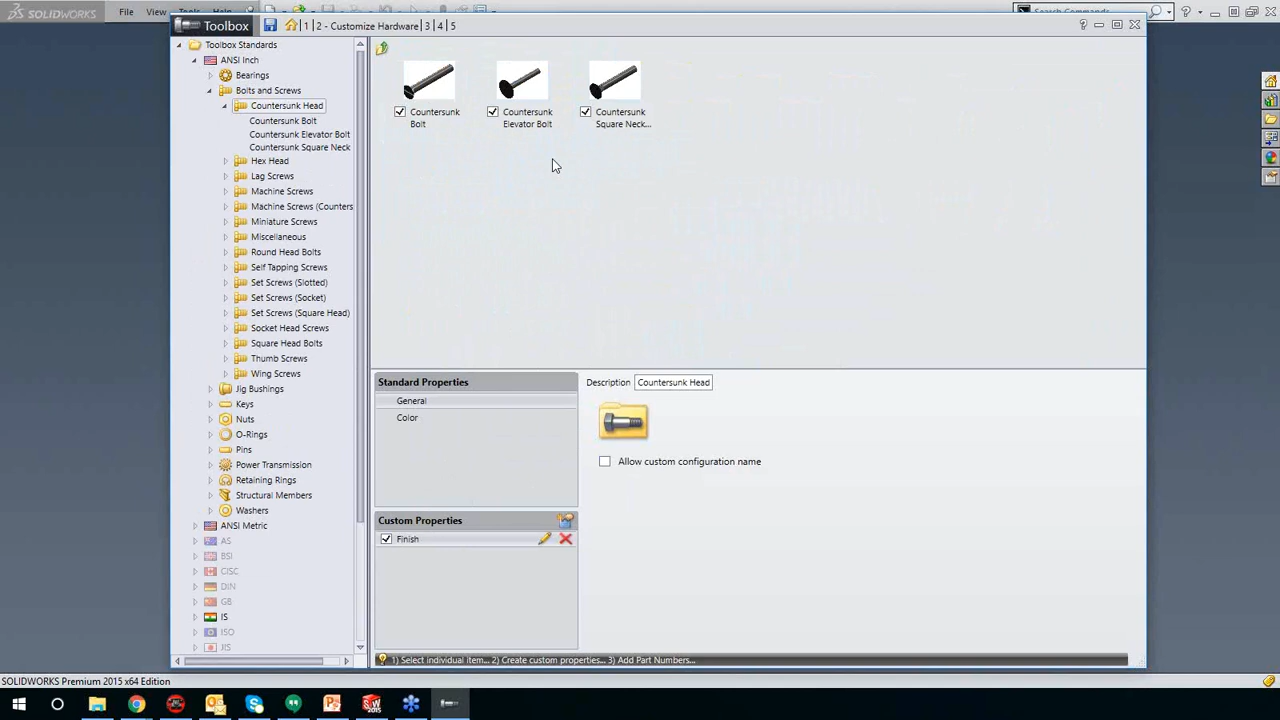 SOLIDWORKS
File
View
Tools
Search Commands
Toolbox
1 | 2 - Customize Hardware | 3 | 4 | 5
Toolbox Standards
ANSI Inch
Bearings
Bolts and Screws
Countersunk Head
Countersunk Bolt
Countersunk Elevator Bolt
Countersunk Square Neck
Hex Head
Lag Screws
Machine Screws
Machine Screws (Counters
Miniature Screws
Miscellaneous
Round Head Bolts
Self Tapping Screws
Set Screws (Slotted)
Set Screws (Socket)
Set Screws (Square Head)
Socket Head Screws
Square Head Bolts
Thumb Screws
Wing Screws
Jig Bushings
Keys
Nuts
O-Rings
Pins
Power Transmission
Retaining Rings
Structural Members
Washers
ANSI Metric
AS
BSI
CISC
DIN
GB
IS
ISO
JIS
Countersunk
Bolt
Countersunk
Elevator Bolt
Countersunk
Square Neck...
Standard Properties
General
Color
Custom Properties
Finish
Description
Countersunk Head
Allow custom configuration name
1) Select individual item... 2) Create custom properties... 3) Add Part Numbers...
SOLIDWORKS Premium 2015 x64 Edition